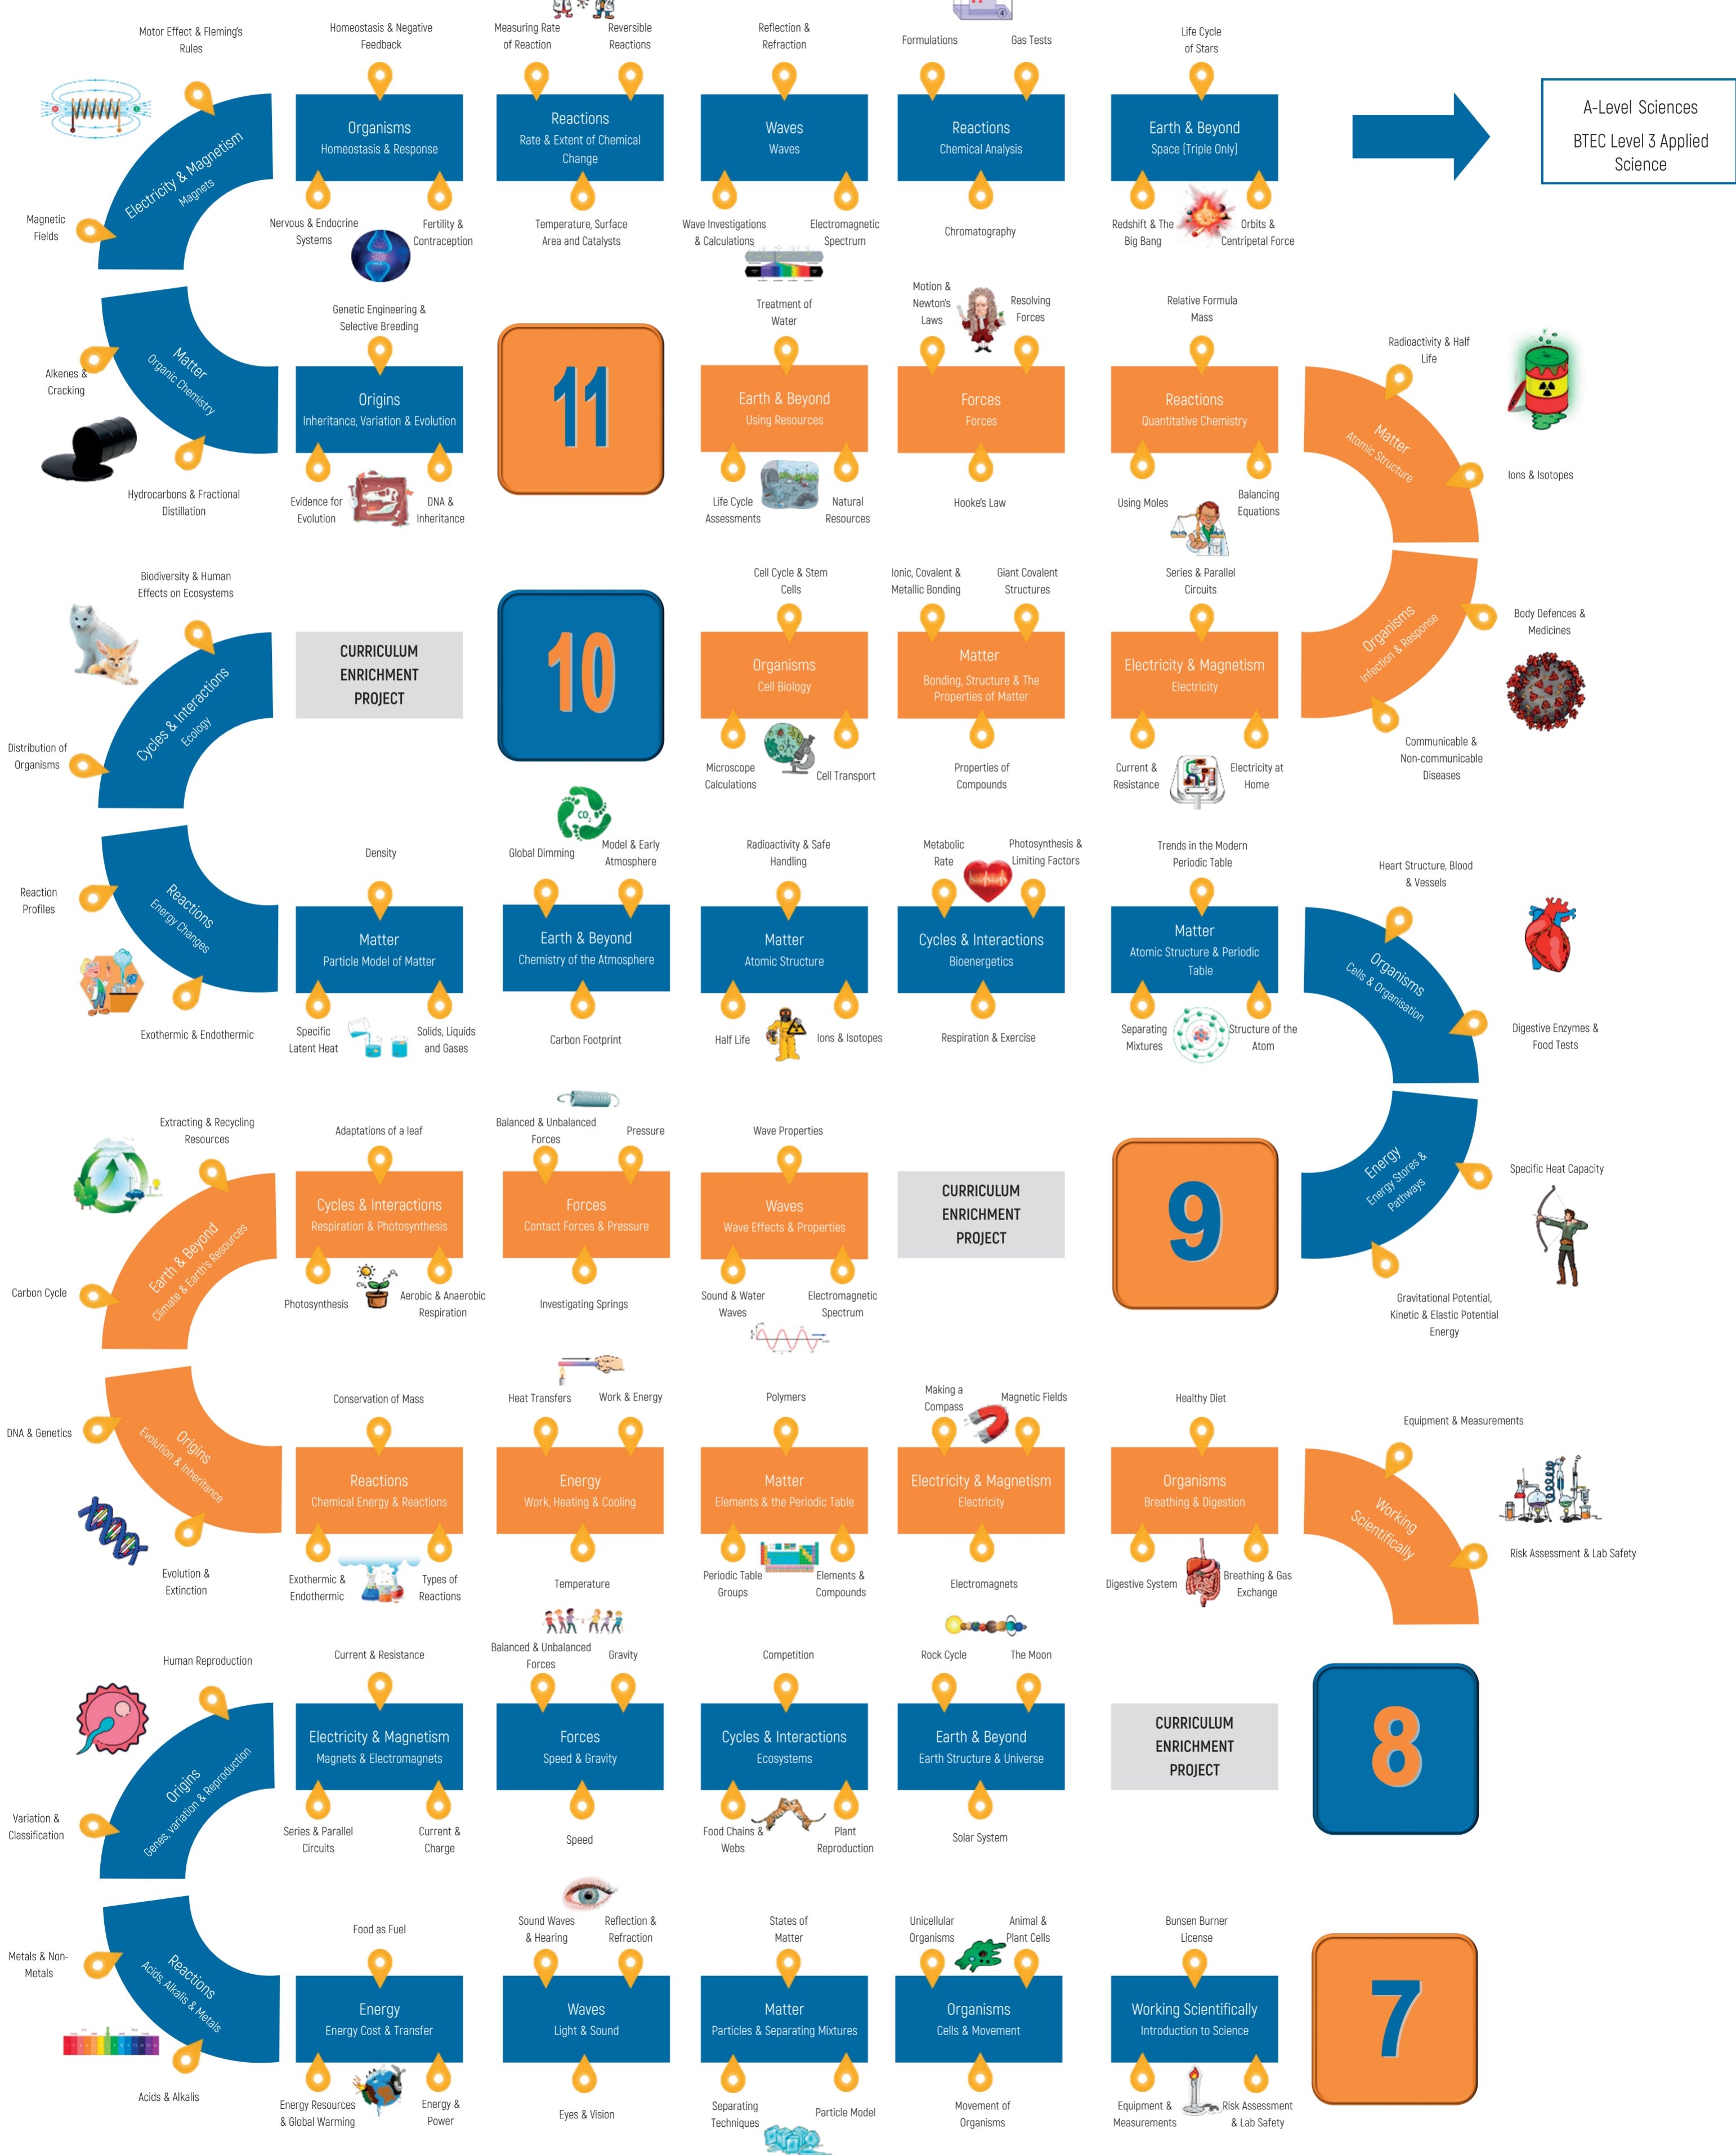 Motor Effect & Fleming's
Rules
Homeostasis & Negative
Feedback
Measuring Rate
of Reaction
Reversible
Reactions
Reflection &
Refraction
Formulations
Gas Tests
Life Cycle
of Stars
Electricity & Magnetism
Magnets
Organisms
Homeostasis & Response
Reactions
Rate & Extent of Chemical
Change
Waves
Waves
Reactions
Chemical Analysis
Earth & Beyond
Space (Triple Only)
A-Level Sciences
BTEC Level 3 Applied
Science
Magnetic
Fields
Nervous & Endocrine
Systems
Fertility &
Contraception
Temperature, Surface
Area and Catalysts
Wave Investigations
& Calculations
Electromagnetic
Spectrum
Chromatography
Redshift & The
Big Bang
Orbits &
Centripetal Force
Genetic Engineering &
Selective Breeding
Treatment of
Water
Motion &
Newton's
Laws
Resolving
Forces
Relative Formula
Mass
Radioactivity & Half
Life
Alkenes &
Cracking
Matter
Organic Chemistry
Origins
Inheritance, Variation & Evolution
11
Earth & Beyond
Using Resources
Forces
Forces
Reactions
Quantitative Chemistry
Matter
Atomic Structure
Ions & Isotopes
Hydrocarbons & Fractional
Distillation
Evidence for
Evolution
DNA &
Inheritance
Life Cycle
Assessments
Natural
Resources
Hooke's Law
Using Moles
Balancing
Equations
Biodiversity & Human
Effects on Ecosystems
Cell Cycle & Stem
Cells
Ionic, Covalent &
Metallic Bonding
Giant Covalent
Structures
Series & Parallel
Circuits
Organisms
Infection & Response
Body Defences &
Medicines
Cycles & Interactions
Ecology
CURRICULUM
ENRICHMENT
PROJECT
10
Organisms
Cell Biology
Matter
Bonding, Structure & The
Properties of Matter
Electricity & Magnetism
Electricity
Distribution of
Organisms
Microscope
Calculations
Cell Transport
Properties of
Compounds
Current &
Resistance
Electricity at
Home
Communicable &
Non-communicable
Diseases
CO2
Density
Global Dimming
Model & Early
Atmosphere
Radioactivity & Safe
Handling
Metabolic
Rate
Photosynthesis &
Limiting Factors
Trends in the Modern
Periodic Table
Heart Structure, Blood
& Vessels
Reaction
Profiles
Reactions
Energy Changes
Matter
Particle Model of Matter
Earth & Beyond
Chemistry of the Atmosphere
Matter
Atomic Structure
Cycles & Interactions
Bioenergetics
Matter
Atomic Structure & Periodic
Table
Organisms
Cells & Organisation
Exothermic & Endothermic
Specific
Latent Heat
Solids, Liquids
and Gases
Carbon Footprint
Half Life
Ions & Isotopes
Respiration & Exercise
Separating
Mixtures
Structure of the
Atom
Digestive Enzymes &
Food Tests
Extracting & Recycling
Resources
Adaptations of a leaf
Balanced & Unbalanced
Forces
Pressure
Wave Properties
Energy
Energy Stores &
Pathways
Specific Heat Capacity
Earth & Beyond
Climate & Earth's Resources
Cycles & Interactions
Respiration & Photosynthesis
Forces
Contact Forces & Pressure
Waves
Wave Effects & Properties
CURRICULUM
ENRICHMENT
PROJECT
9
Carbon Cycle
Photosynthesis
Aerobic & Anaerobic
Respiration
Investigating Springs
Sound & Water
Waves
Electromagnetic
Spectrum
Gravitational Potential,
Kinetic & Elastic Potential
Energy
Conservation of Mass
Heat Transfers
Work & Energy
Polymers
Making a
Compass
Magnetic Fields
Healthy Diet
Equipment & Measurements
DNA & Genetics
Origins
Evolution & Inheritance
Reactions
Chemical Energy & Reactions
Energy
Work, Heating & Cooling
Matter
Elements & the Periodic Table
Electricity & Magnetism
Electricity
Organisms
Breathing & Digestion
Working
Scientifically
Risk Assessment & Lab Safety
Evolution &
Extinction
Exothermic &
Endothermic
Types of
Reactions
Temperature
Periodic Table
Groups
Elements &
Compounds
Electromagnets
Digestive System
Breathing & Gas
Exchange
Human Reproduction
Current & Resistance
Balanced & Unbalanced
Forces
Gravity
Competition
Rock Cycle
The Moon
Origins
Genes, variation & Reproduction
Electricity & Magnetism
Magnets & Electromagnets
Forces
Speed & Gravity
Cycles & Interactions
Ecosystems
Earth & Beyond
Earth Structure & Universe
CURRICULUM
ENRICHMENT
PROJECT
8
Variation &
Classification
Series & Parallel
Circuits
Current &
Charge
Speed
Food Chains &
Webs
Plant
Reproduction
Solar System
Food as Fuel
Sound Waves
& Hearing
Reflection &
Refraction
States of
Matter
Unicellular
Organisms
Animal &
Plant Cells
Bunsen Burner
License
Metals & Non-
Metals
Reactions
Acids, Alkalis & Metals
Energy
Energy Cost & Transfer
Waves
Light & Sound
Matter
Particles & Separating Mixtures
Organisms
Cells & Movement
Working Scientifically
Introduction to Science
7
Acids & Alkalis
Energy Resources
& Global Warming
Energy &
Power
Eyes & Vision
Separating
Techniques
Particle Model
Movement of
Organisms
Equipment &
Measurements
Risk Assessment
& Lab Safety